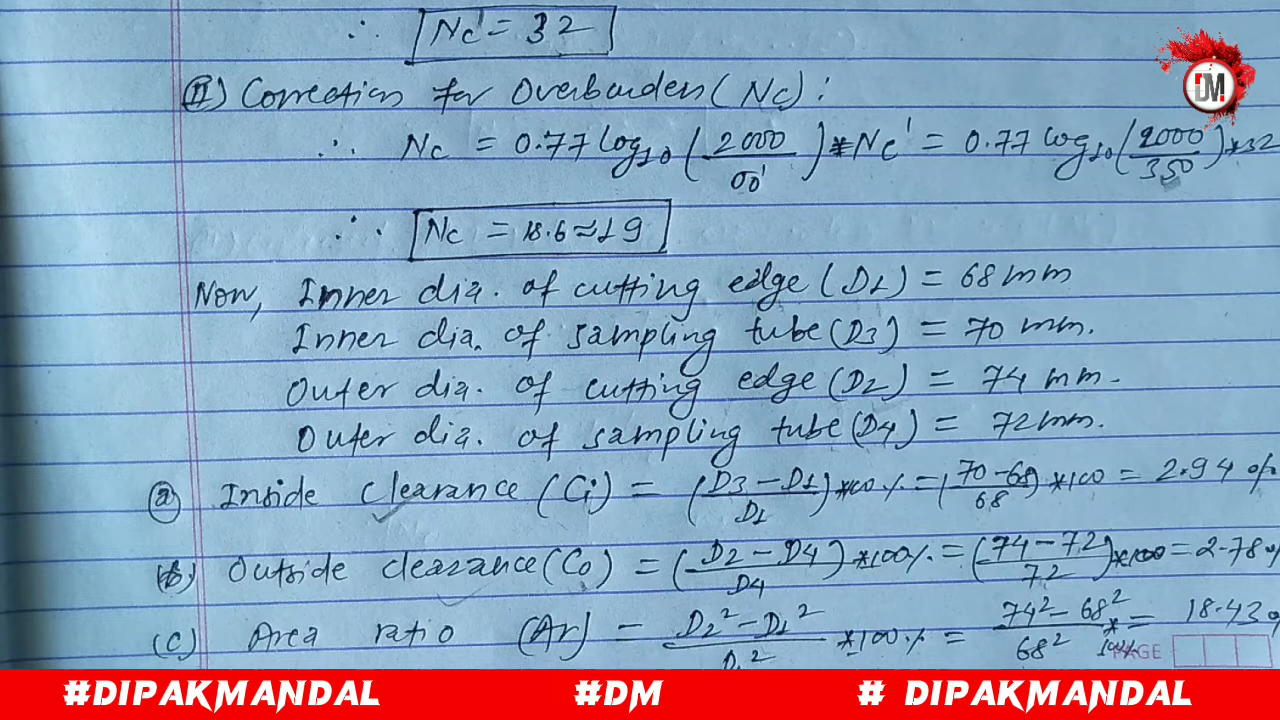 ∴ Nc' = 32
DM
(II) Correction for Overburden (Nc) :
∴ Nc = 0.77 log10 (2000/σ0') * Nc' = 0.77 log10 (2000/350) * 32
∴ Nc = 18.6 ≈ 19
Now, Inner dia. of cutting edge (D1) = 68 mm
Inner dia. of sampling tube (D3) = 70 mm.
Outer dia. of cutting edge (D2) = 74 mm.
Outer dia. of sampling tube (D4) = 72 mm.
(a) Inside clearance (Ci) = (D3 - D1 / D1) * 100 % = (70 - 68 / 68) * 100 = 2.94 %
(b) Outside clearance (Co) = (D2 - D4 / D4) * 100 % = (74 - 72 / 72) * 100 = 2.78 %
(c) Area ratio (Ar) = D2² - D1² / D1² * 100 % = 74² - 68² / 68² * 100% = 18.43 %
PAGE
#DIPAKMANDAL #DM # DIPAKMANDAL